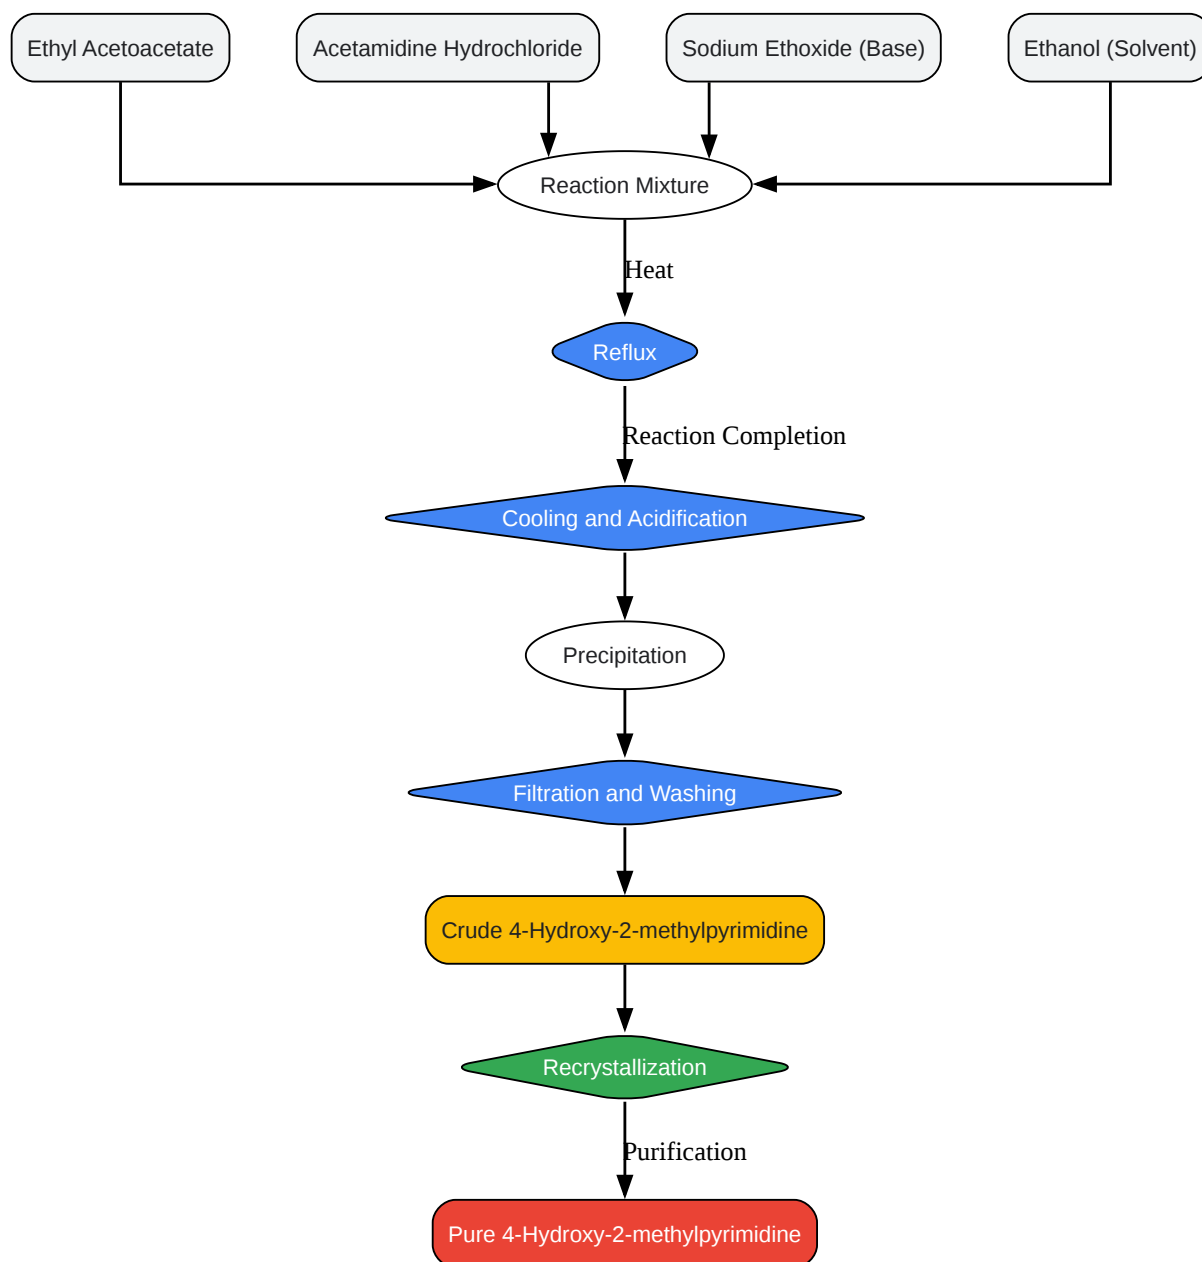 Ethyl Acetoacetate
Acetamidine Hydrochloride
Sodium Ethoxide (Base)
Ethanol (Solvent)
Reaction Mixture
Heat
Reflux
Reaction Completion
Cooling and Acidification
Precipitation
Filtration and Washing
Crude 4-Hydroxy-2-methylpyrimidine
Recrystallization
Purification
Pure 4-Hydroxy-2-methylpyrimidine